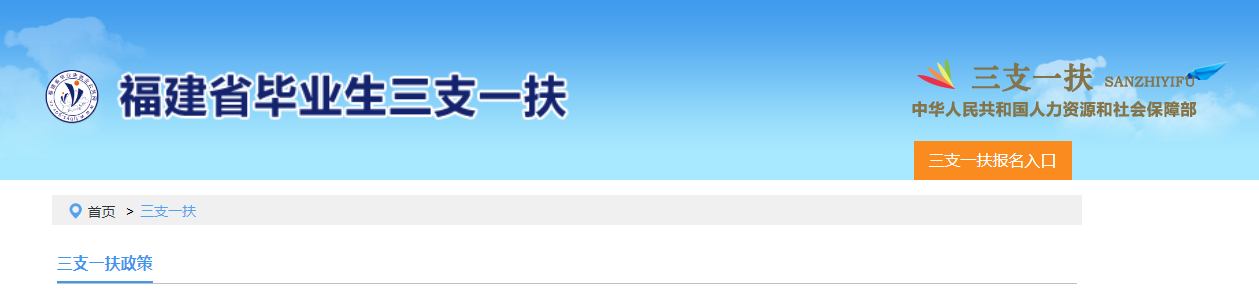 福建省毕业生三支一扶
三支一扶 SANZHIYIFU
中华人民共和国人力资源和社会保障部
三支一扶报名入口
首页 > 三支一扶
三支一扶政策